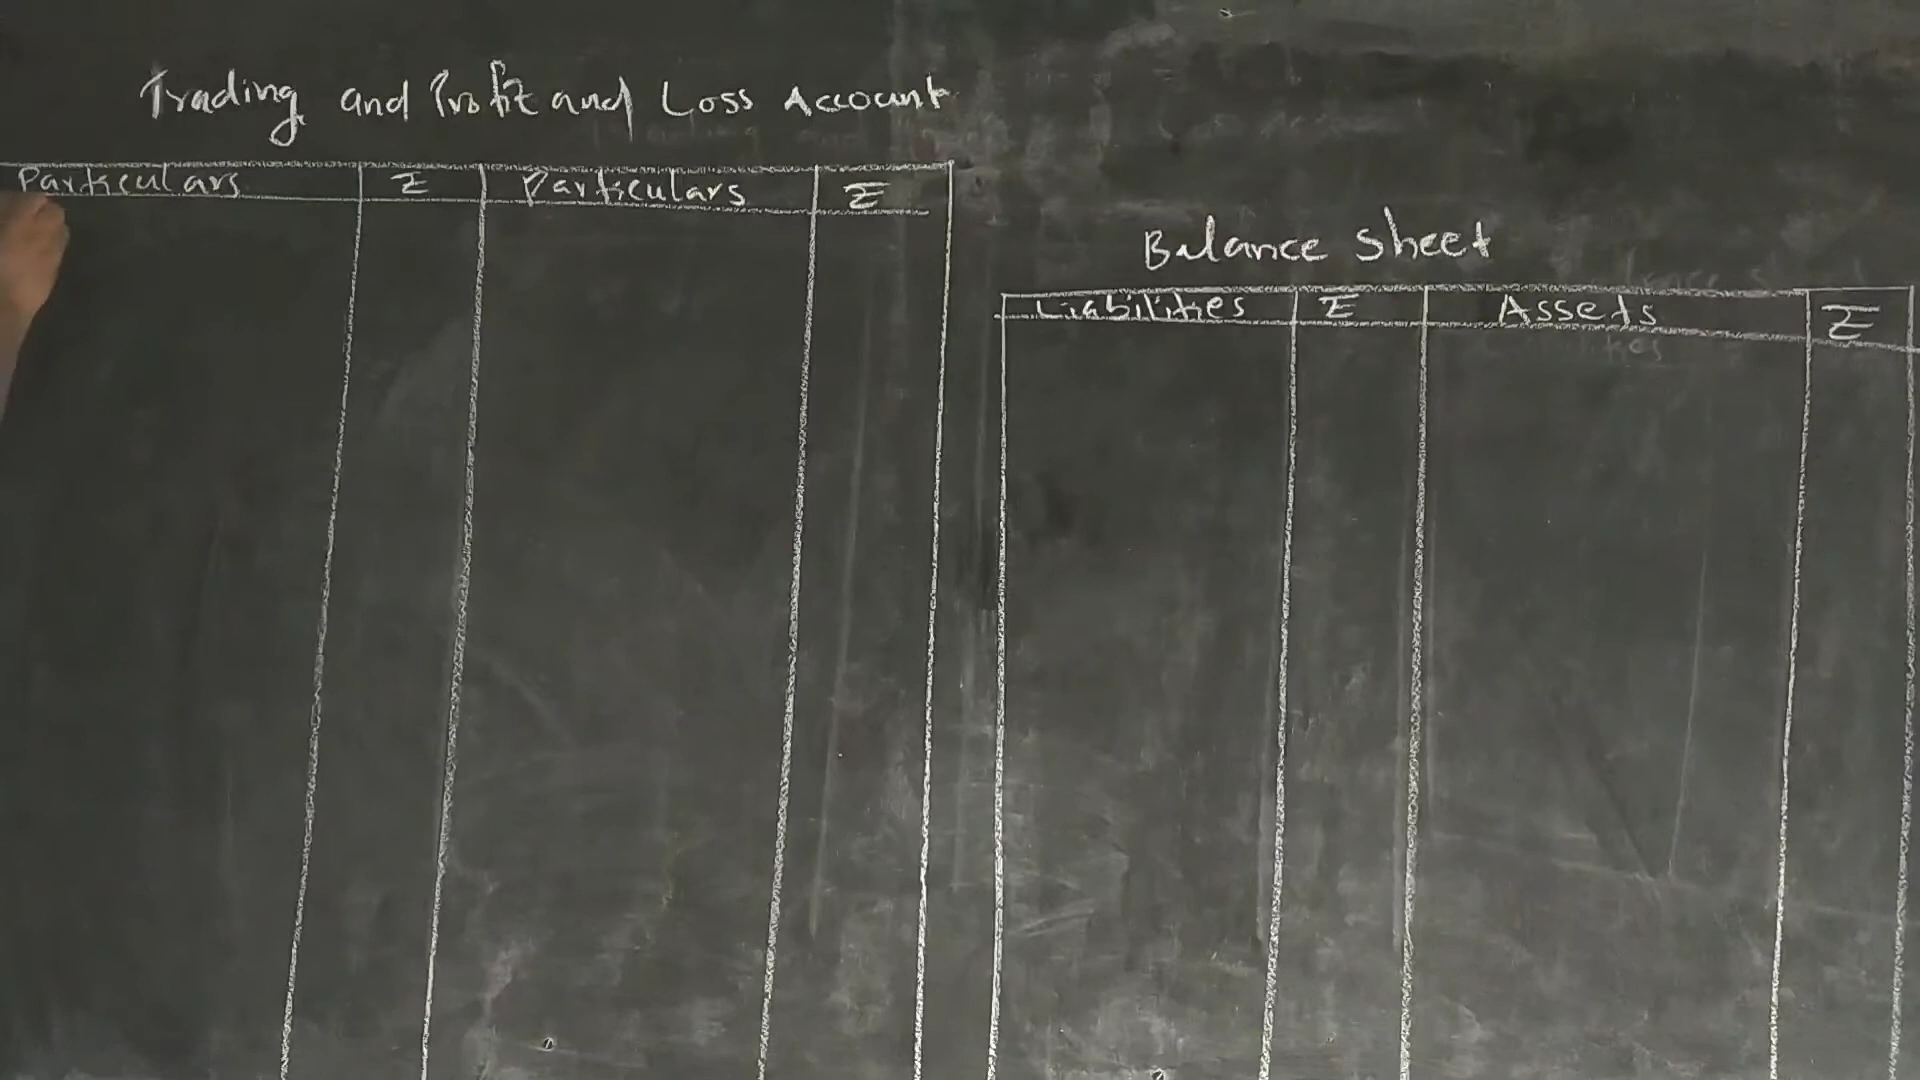 Trading and Profit and Loss Account
Particulars ₹ Particulars ₹
Balance Sheet
Liabilities ₹ Assets ₹